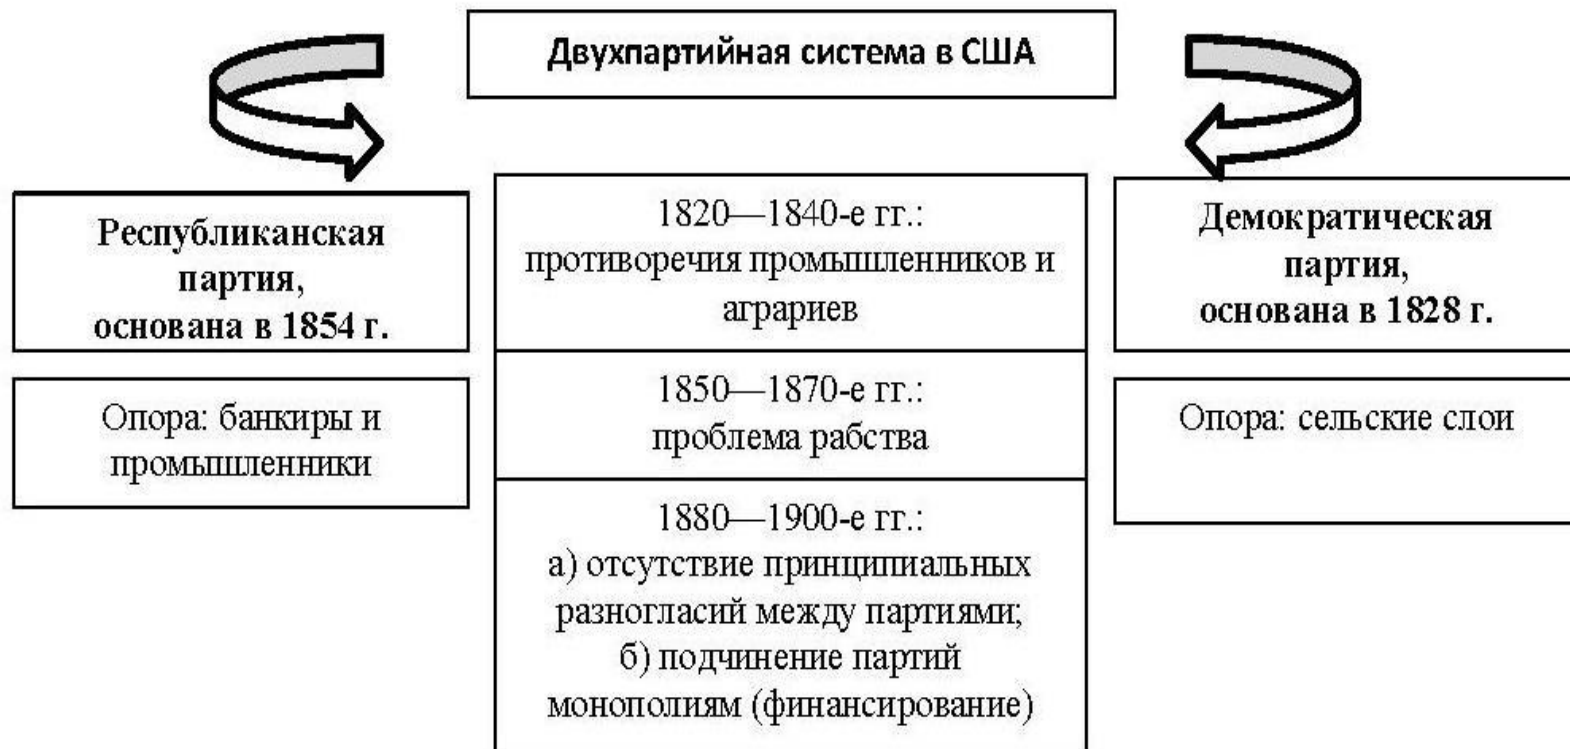 Двухпартийная система в США
Республиканская
партия,
основана в 1854 г.
Опора: банкиры и
промышленники
1820—1840-е гг.:
противоречия промышленников и
аграриев
1850—1870-е гг.:
проблема рабства
1880—1900-е гг.:
а) отсутствие принципиальных
разногласий между партиями;
б) подчинение партий
монополиям (финансирование)
Демократическая
партия,
основана в 1828 г.
Опора: сельские слои